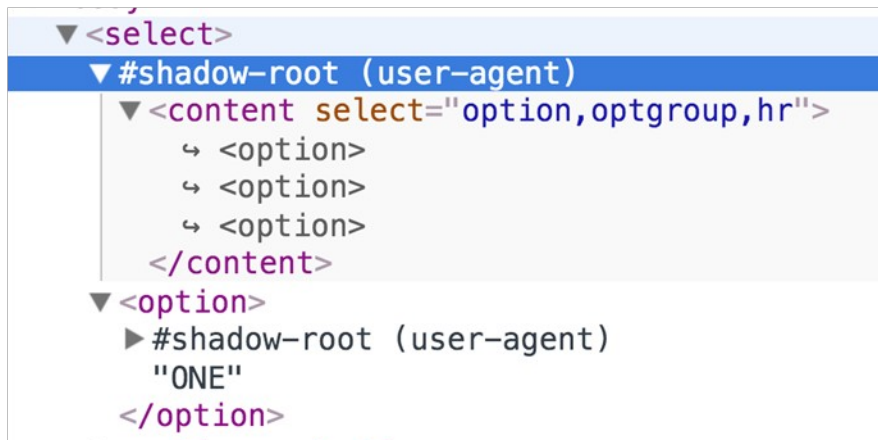 ▼ <select>
▼ #shadow-root (user-agent)
▼ <content select="option,optgroup,hr">
↪ <option>
↪ <option>
↪ <option>
</content>
▼ <option>
▶ #shadow-root (user-agent)
"ONE"
</option>